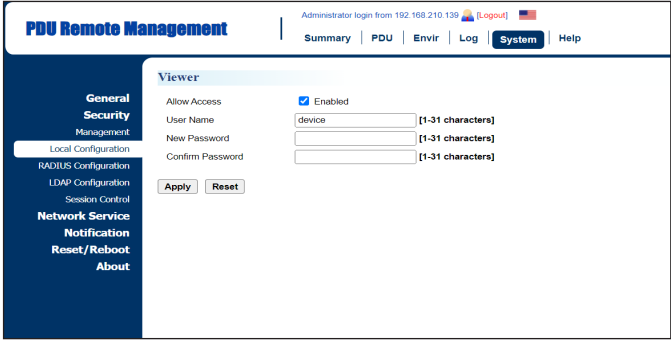 Administrator login from 192.168.210.139 [Logout]
PDU Remote Management
Summary PDU Envir Log System Help
General
Security
Management
Local Configuration
RADIUS Configuration
LDAP Configuration
Session Control
Network Service
Notification
Reset/Reboot
About
Viewer
Allow Access Enabled
User Name device [1-31 characters]
New Password [1-31 characters]
Confirm Password [1-31 characters]
Apply Reset